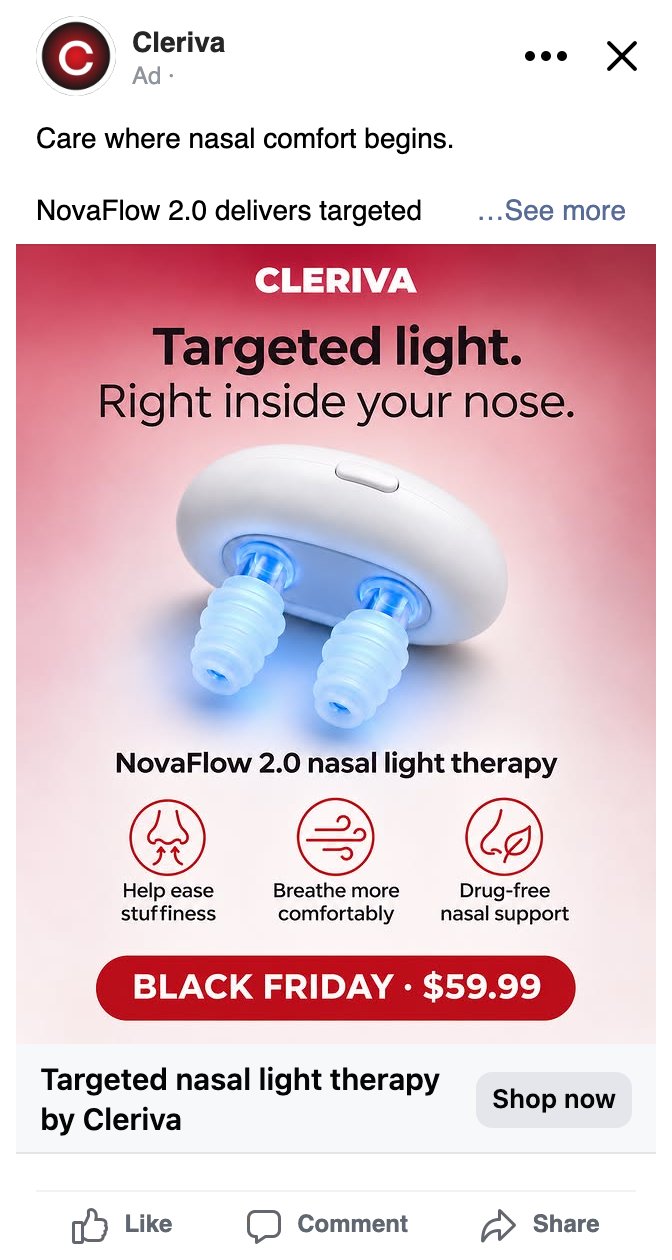 C
Cleriva
Ad ·
Care where nasal comfort begins.
NovaFlow 2.0 delivers targeted ...See more
CLERIVA
Targeted light.
Right inside your nose.
NovaFlow 2.0 nasal light therapy
Help ease
stuffiness
Breathe more
comfortably
Drug-free
nasal support
BLACK FRIDAY · $59.99
Targeted nasal light therapy
by Cleriva
Shop now
Like
Comment
Share